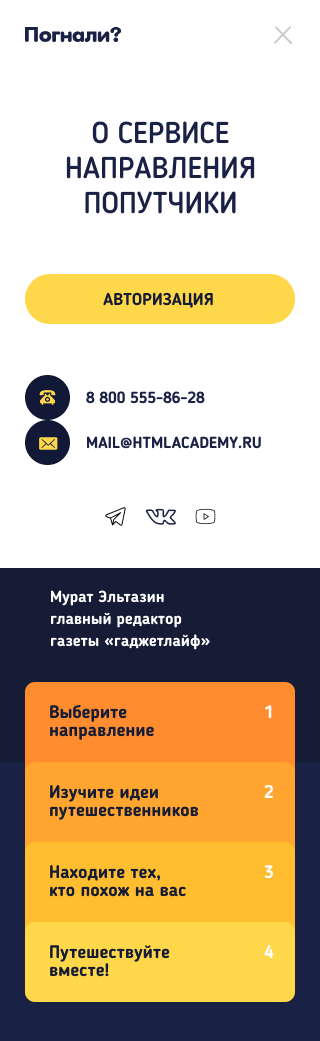 Погнали?
О СЕРВИСЕ
НАПРАВЛЕНИЯ
ПОПУТЧИКИ
АВТОРИЗАЦИЯ
8 800 555-86-28
MAIL@HTMLACADEMY.RU
Мурат Эльтазин
главный редактор
газеты «гаджетлайф»
Выберите 1
направление
Изучите идеи 2
путешественников
Находите тех, 3
кто похож на вас
Путешествуйте 4
вместе!